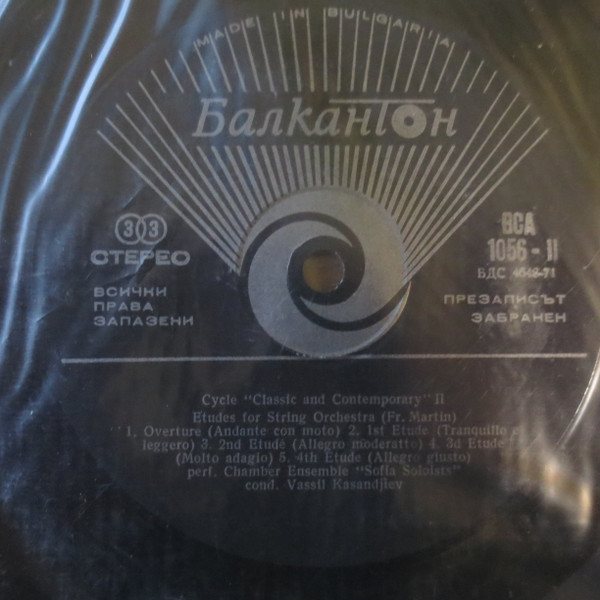 MADE IN BULGARIA
Балкантон
33
СТЕРЕО
ВСИЧКИ
ПРАВА
ЗАПАЗЕНИ
ВСА
1056 - II
БДС
ПРЕЗАПИСЪТ
ЗАБРАНЕН
Cycle "Classic and Contemporary" II
Etudes for String Orchestra (Fr. Martin)
1. Overture (Andante con moto) 2. 1st Etude (Tranquillo e
leggero) 3. 2nd Etude (Allegro moderatto) 4. 3d Etude
(Molto adagio) 5. 4th Etude (Allegro giusto)
perf. Chamber Ensemble "Sofia Soloists"
cond. Vassil Kasandjiev